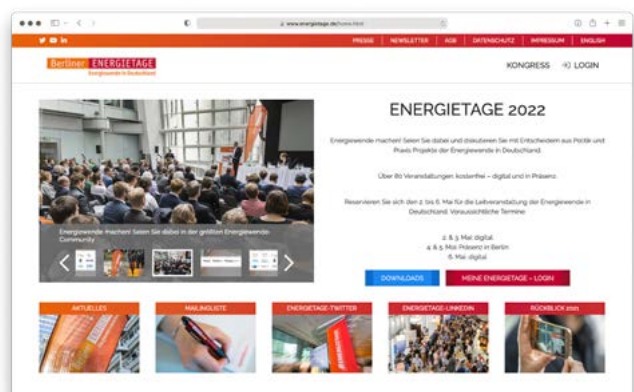 www.energietage.de/home.html
PRESSE NEWSLETTER AGB DATENSCHUTZ IMPRESSUM ENGLISH
Berliner ENERGIETAGE
Energiewende in Deutschland
KONGRESS LOGIN
ENERGIETAGE 2022
Energiewende machen! Seien Sie dabei und diskutieren Sie mit Entscheidern aus Politik und
Praxis Projekte der Energiewende in Deutschland.
Über 80 Veranstaltungen: kostenfrei – digital und in Präsenz.
Reservieren Sie sich den 2. bis 6. Mai für die Leitveranstaltung der Energiewende in
Deutschland. Voraussichtliche Termine:
2. & 3. Mai: digital
4. & 5. Mai: Präsenz in Berlin
6. Mai: digital
Energiewende machen! Seien Sie dabei in der größten Energiewende-
Community
DOWNLOADS MEINE ENERGIETAGE – LOGIN
AKTUELLES MAILINGLISTE ENERGIETAGE-TWITTER ENERGIETAGE-LINKEDIN RÜCKBLICK 2021